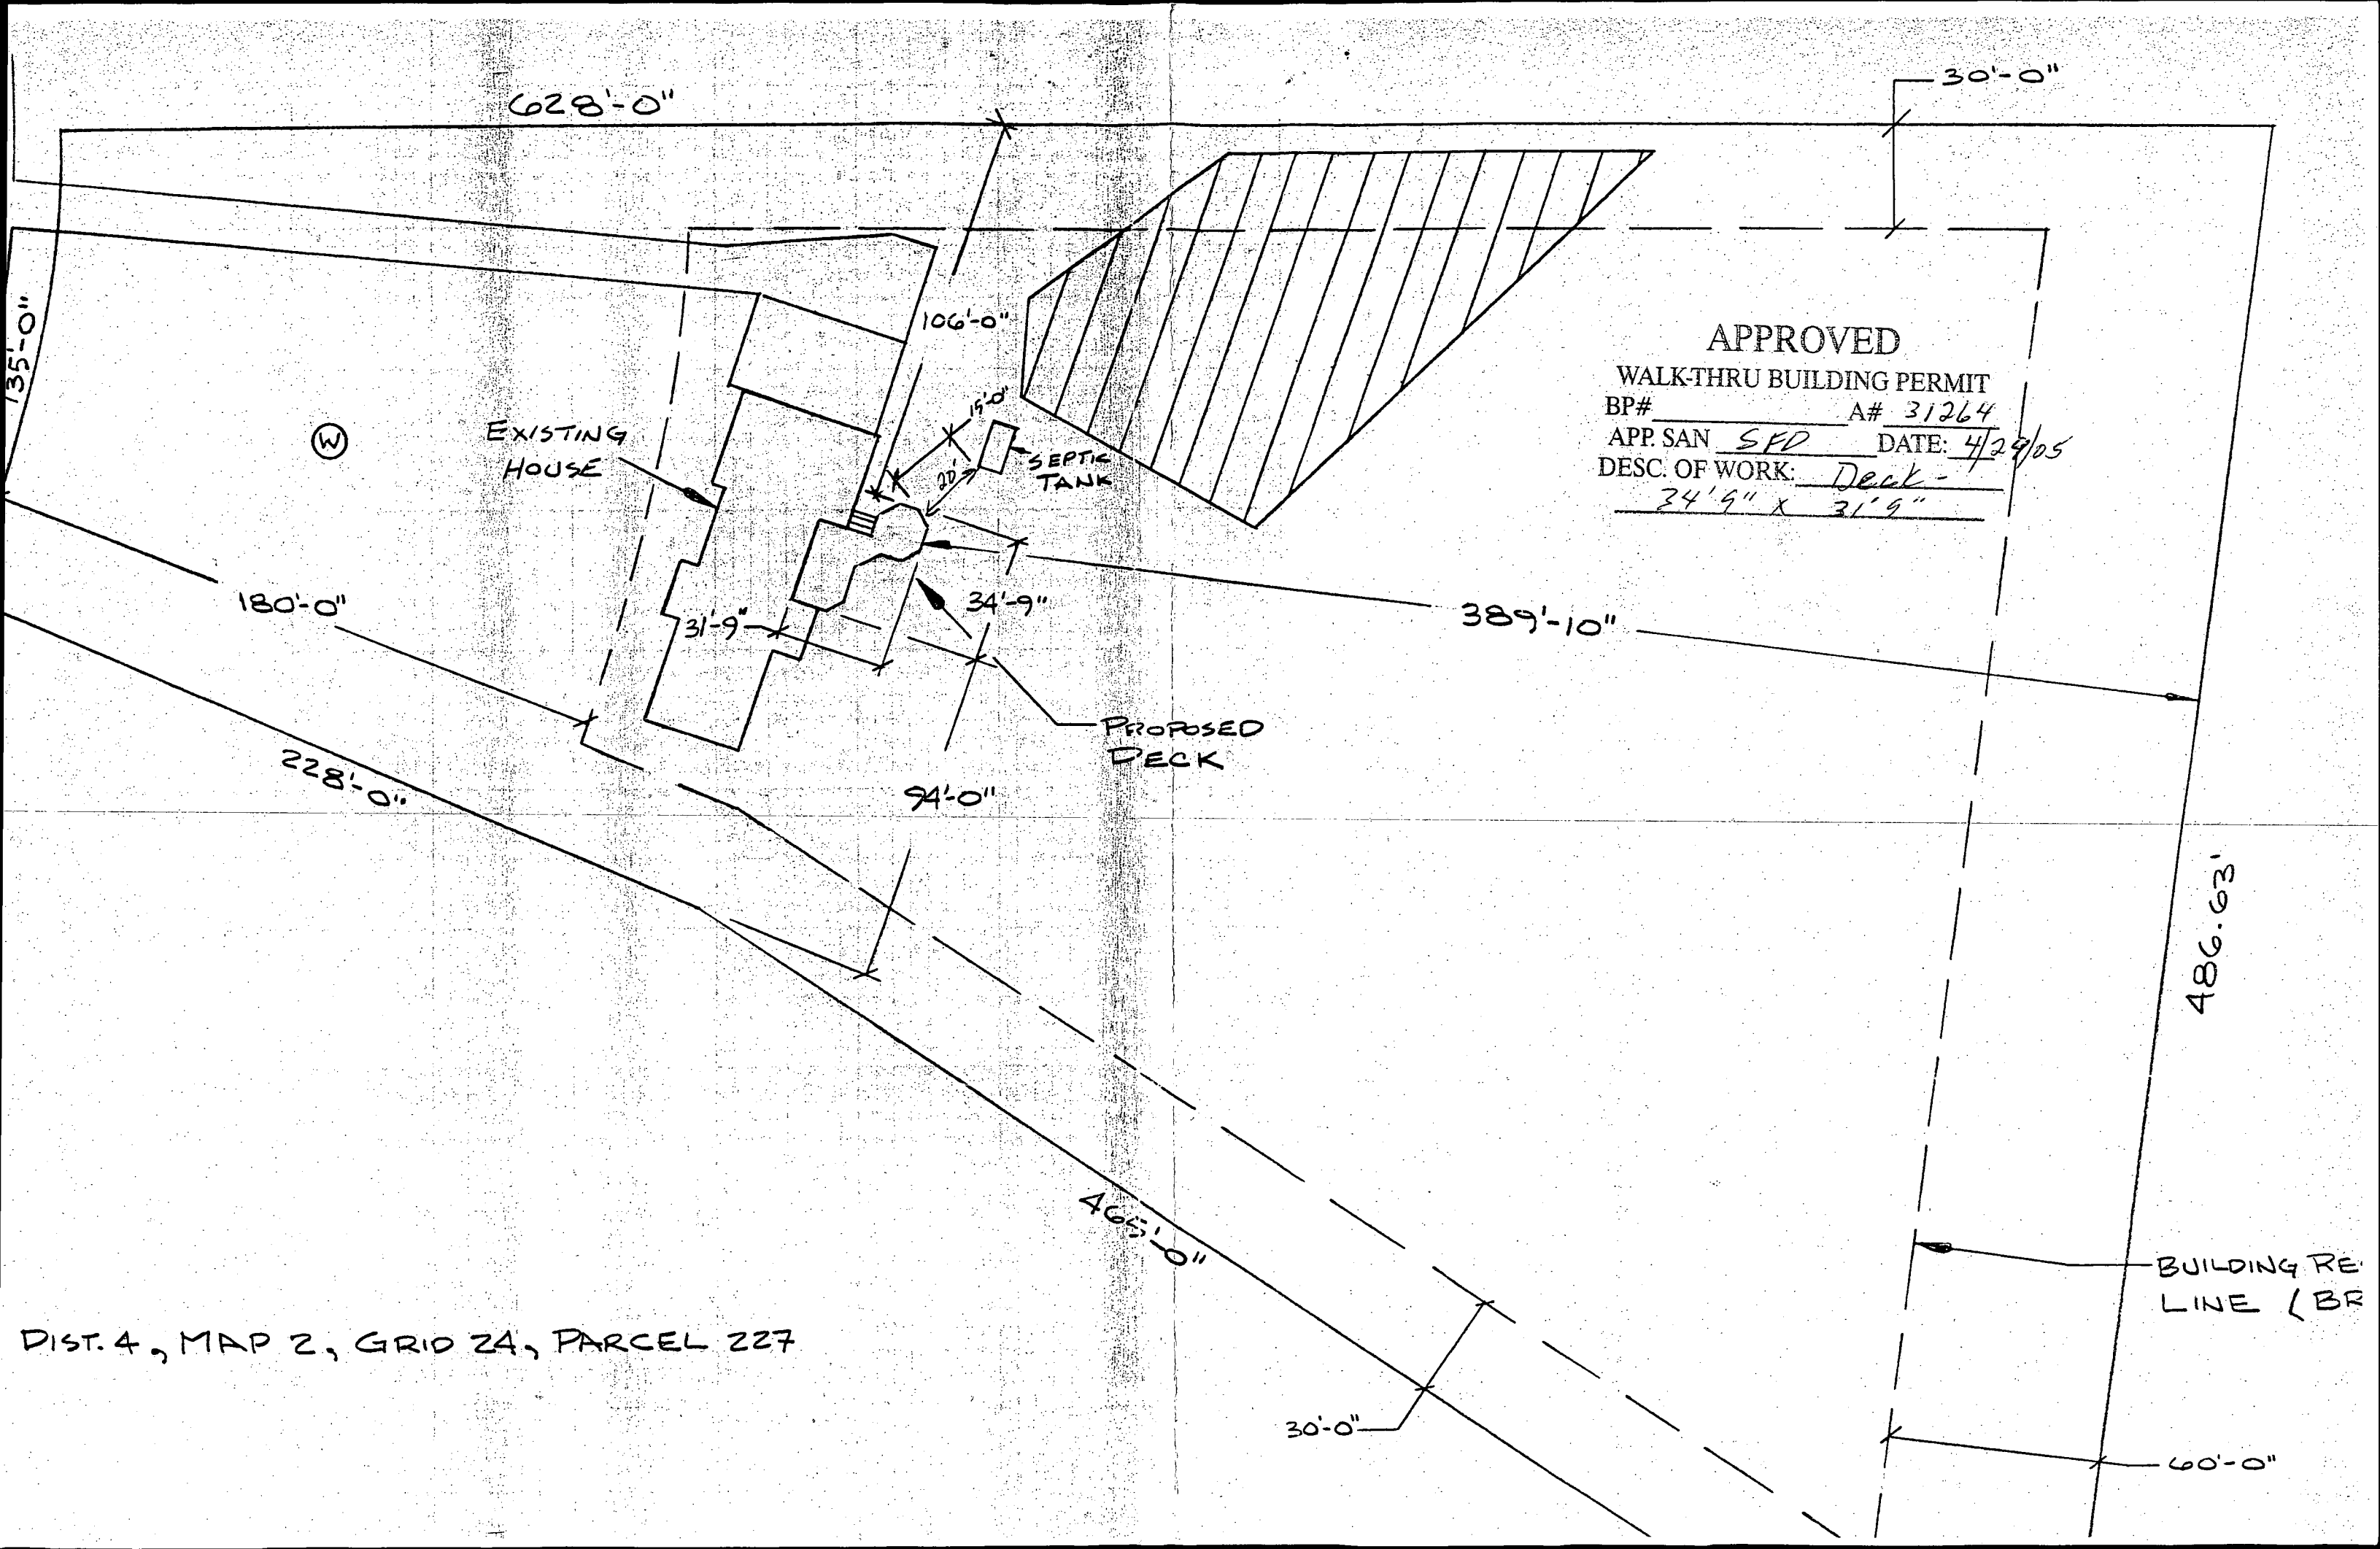 628'-0"
30'-0"
135'-0"
106'-0"
15'-0"
20'
W
EXISTING
HOUSE
SEPTIC
TANK
APPROVED
WALK-THRU BUILDING PERMIT
BP# A# 31264
APP. SAN SFD DATE:
DESC. OF WORK: Deck -
34'9" x 31'9"
180'-0"
31'-9"
34'-9"
389'-10"
PROPOSED
DECK
228'-0"
94'-0"
486.63'
465'-0"
BUILDING RE
LINE (BR
DIST. 4, MAP 2, GRID 24, PARCEL 227
30'-0"
60'-0"